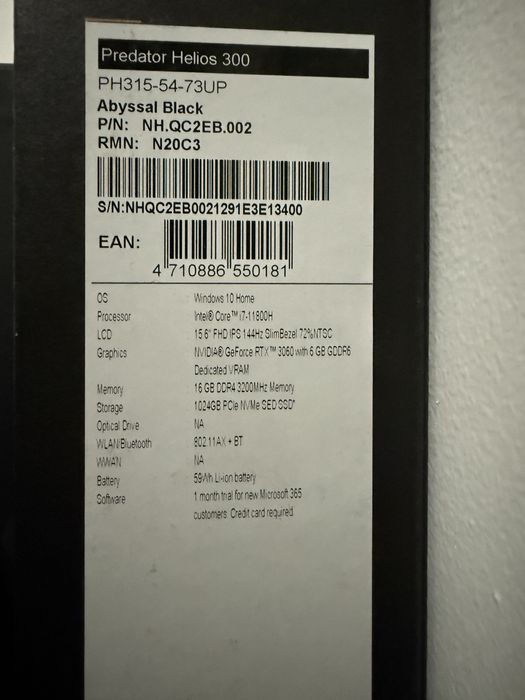 Predator Helios 300
PH315-54-73UP
Abyssal Black
P/N: NH.QC2EB.002
RMN: N20C3
S/N:NHQC2EB0021291E3E13400
EAN:
4 710886 550181
OS Windows 10 Home
Processor Intel® Core™ i7-11800H
LCD 15.6" FHD IPS 144Hz SlimBezel 72%NTSC
Graphics NVIDIA® GeForce RTX™ 3060 with 6 GB GDDR6
Dedicated VRAM
Memory 16 GB DDR4 3200MHz Memory
Storage 1024GB PCIe NVMe SED SSD*
Optical Drive NA
WLAN/Bluetooth 802.11AX + BT
WWAN NA
Battery 59Wh Li-ion battery
Software 1 month trial for new Microsoft 365
customers. Credit card required